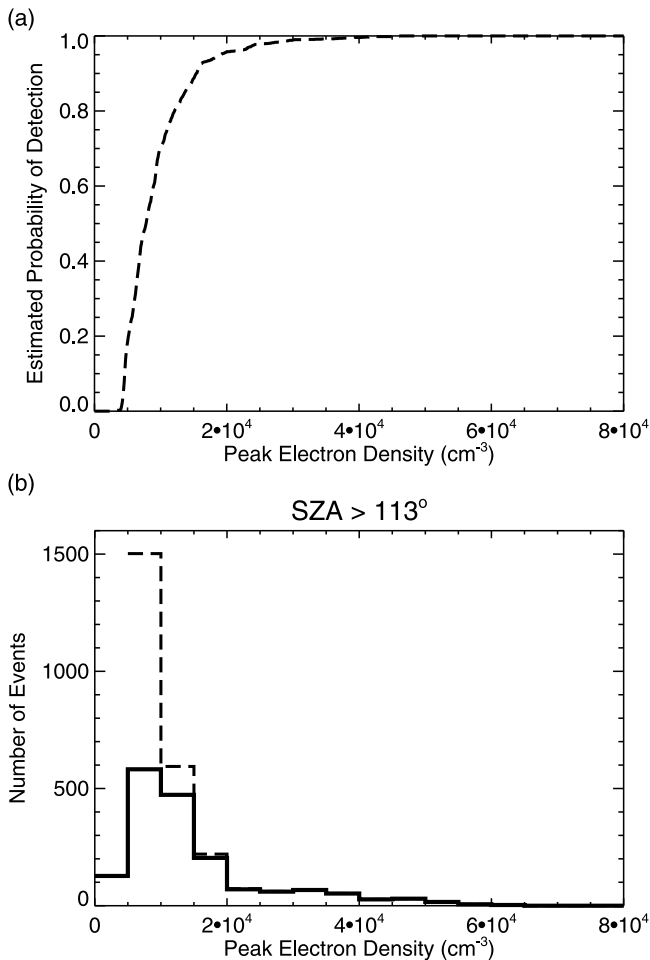 (a)
1.0
0.8
0.6
0.4
0.2
0.0
Estimated Probability of Detection
0 2•10⁴ 4•10⁴ 6•10⁴ 8•10⁴
Peak Electron Density (cm⁻³)
(b)
SZA > 113°
1500
1000
500
0
Number of Events
0 2•10⁴ 4•10⁴ 6•10⁴ 8•10⁴
Peak Electron Density (cm⁻³)